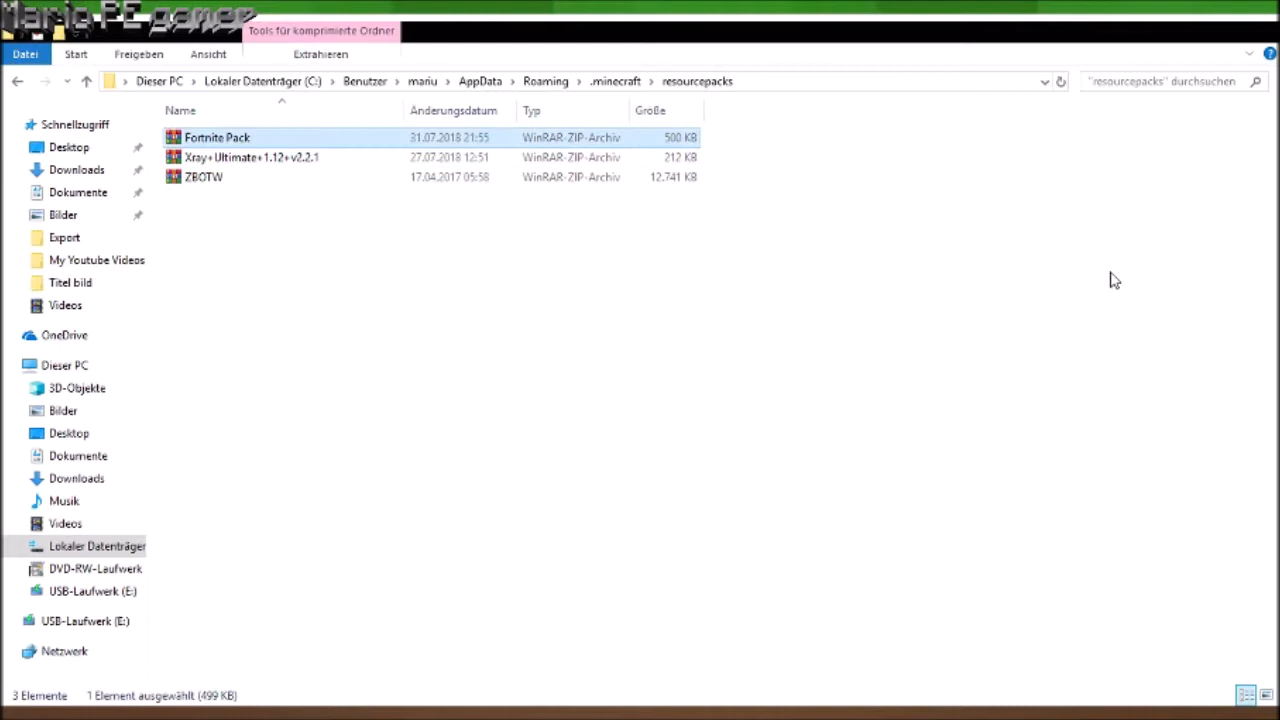 Mario PE gamer
Tools für komprimierte Ordner
Datei Start Freigeben Ansicht Extrahieren
Dieser PC Lokaler Datenträger (C:) Benutzer mariu AppData Roaming .minecraft resourcepacks "resourcepacks" durchsuchen
Name Änderungsdatum Typ Größe
Fortnite Pack 31.07.2018 21:55 WinRAR-ZIP-Archiv 500 KB
Xray+Ultimate+1.12+v2.2.1 27.07.2018 12:51 WinRAR-ZIP-Archiv 212 KB
ZBOTW 17.04.2017 05:58 WinRAR-ZIP-Archiv 12.741 KB
Schnellzugriff
Desktop
Downloads
Dokumente
Bilder
Export
My Youtube Videos
Titel bild
Videos
OneDrive
Dieser PC
3D-Objekte
Bilder
Desktop
Dokumente
Downloads
Musik
Videos
Lokaler Datenträger
DVD-RW-Laufwerk
USB-Laufwerk (E:)
USB-Laufwerk (E:)
Netzwerk
3 Elemente 1 Element ausgewählt (499 KB)